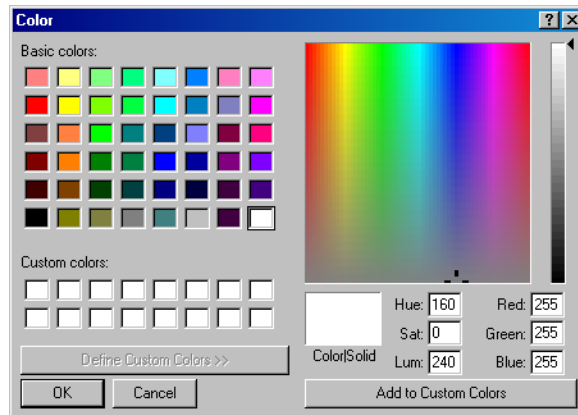 Color
Basic colors:
Custom colors:
Define Custom Colors >>
OK
Cancel
Color|Solid
Hue: 160
Sat: 0
Lum: 240
Red: 255
Green: 255
Blue: 255
Add to Custom Colors